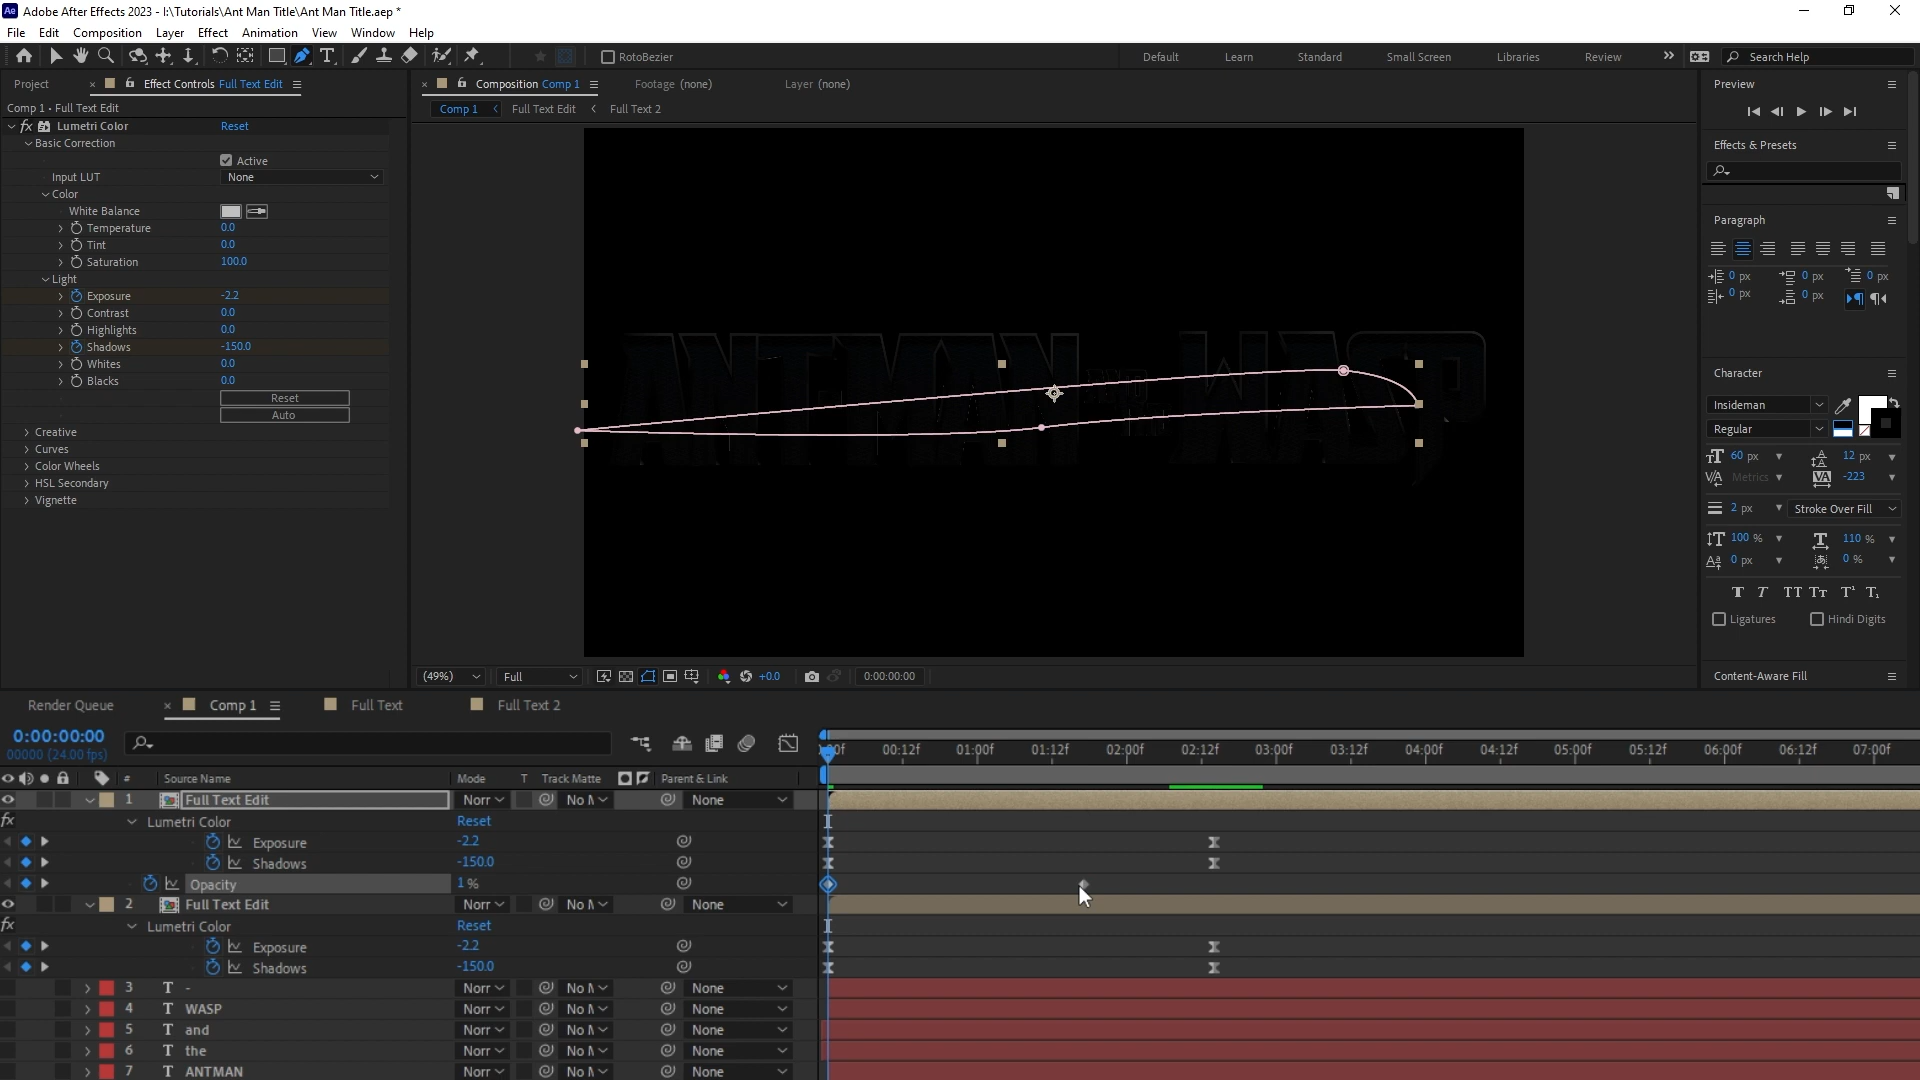 Adobe After Effects 2023 - I:\Tutorials\Ant Man Title\Ant Man Title.aep *
File Edit Composition Layer Effect Animation View Window Help
RotoBezier Default Learn Standard Small Screen Libraries Review Search Help
Project Effect Controls Full Text Edit
Composition Comp 1 Footage (none) Layer (none)
Comp 1 • Full Text Edit
Comp 1 Full Text Edit Full Text 2
fx Lumetri Color Reset
Basic Correction
Active
Input LUT None
Color
White Balance
Temperature 0.0
Tint 0.0
Saturation 100.0
Light
Exposure -2.2
Contrast 0.0
Highlights 0.0
Shadows -150.0
Whites 0.0
Blacks 0.0
Reset
Auto
Creative
Curves
Color Wheels
HSL Secondary
Vignette
ANTMAN AND THE WASP
(49%) Full +0.0 0:00:00:00
Preview
Effects & Presets
Paragraph
0 px 0 px 0 px
0 px 0 px
Character
Insideman
Regular
60 px 12 px
Metrics -223
2 px Stroke Over Fill
100 % 110 %
0 px 0 %
T T TT Tr T¹ T₁
Ligatures Hindi Digits
Content-Aware Fill
Render Queue Comp 1 Full Text Full Text 2
0:00:00:00
00000 (24.00 fps)
:00f 00:12f 01:00f 01:12f 02:00f 02:12f 03:00f 03:12f 04:00f 04:12f 05:00f 05:12f 06:00f 06:12f 07:00f
# Source Name Mode T Track Matte Parent & Link
1 Full Text Edit Norr No M None
fx Lumetri Color Reset
Exposure -2.2
Shadows -150.0
Opacity 1 %
2 Full Text Edit Norr No M None
fx Lumetri Color Reset
Exposure -2.2
Shadows -150.0
3 T - Norr No M None
4 T WASP Norr No M None
5 T and Norr No M None
6 T the Norr No M None
7 T ANTMAN Norr No M None